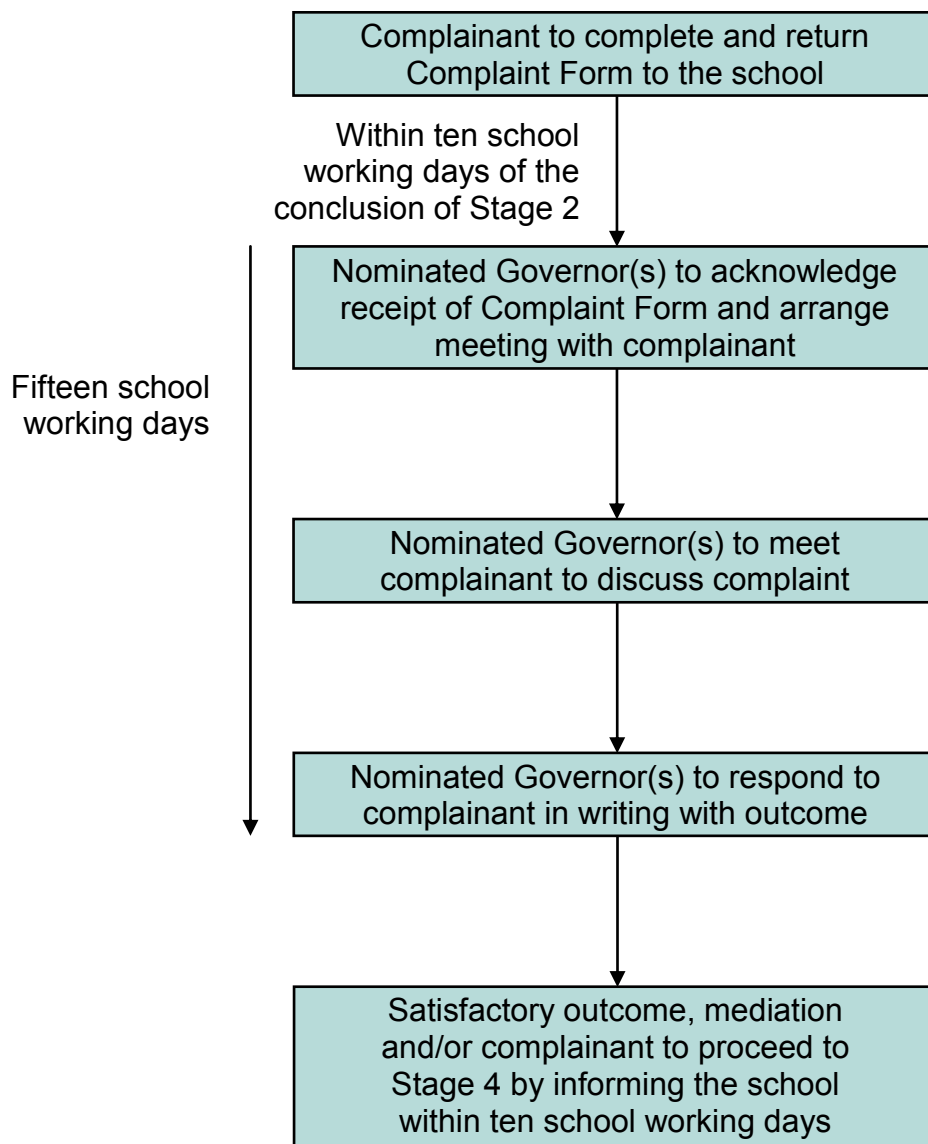 Complainant to complete and return
Complaint Form to the school
Within ten school
working days of the
conclusion of Stage 2
Nominated Governor(s) to acknowledge
receipt of Complaint Form and arrange
meeting with complainant
Fifteen school
working days
Nominated Governor(s) to meet
complainant to discuss complaint
Nominated Governor(s) to respond to
complainant in writing with outcome
Satisfactory outcome, mediation
and/or complainant to proceed to
Stage 4 by informing the school
within ten school working days